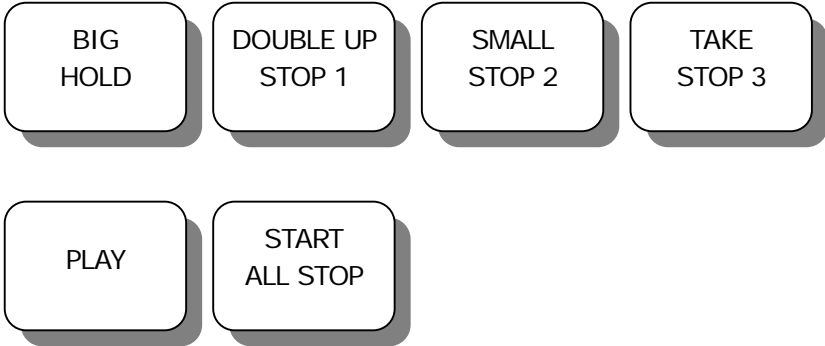 BIG
HOLD
DOUBLE UP
STOP 1
SMALL
STOP 2
TAKE
STOP 3
PLAY
START
ALL STOP